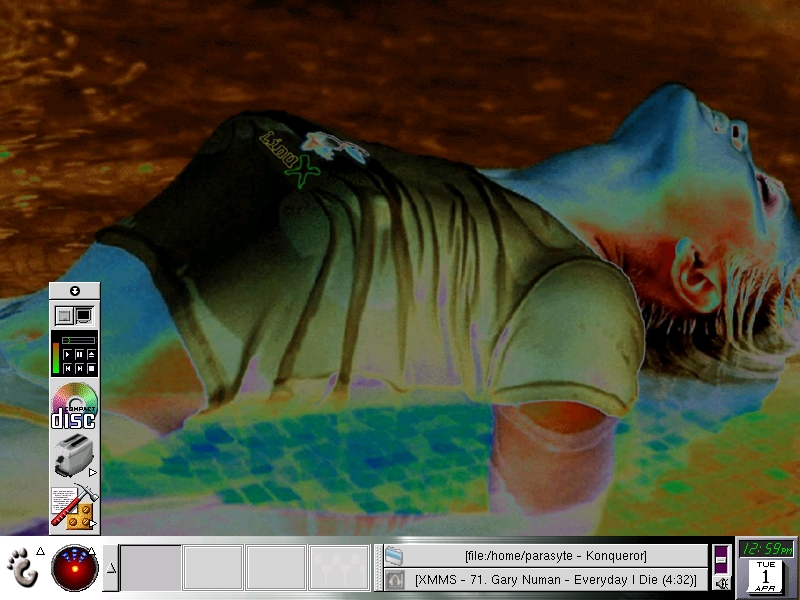 LinuX
COMPACT
disc
[file:/home/parasyte - Konqueror]
[XMMS - 71. Gary Numan - Everyday I Die (4:32)]
12:59PM
TUE
1
APR